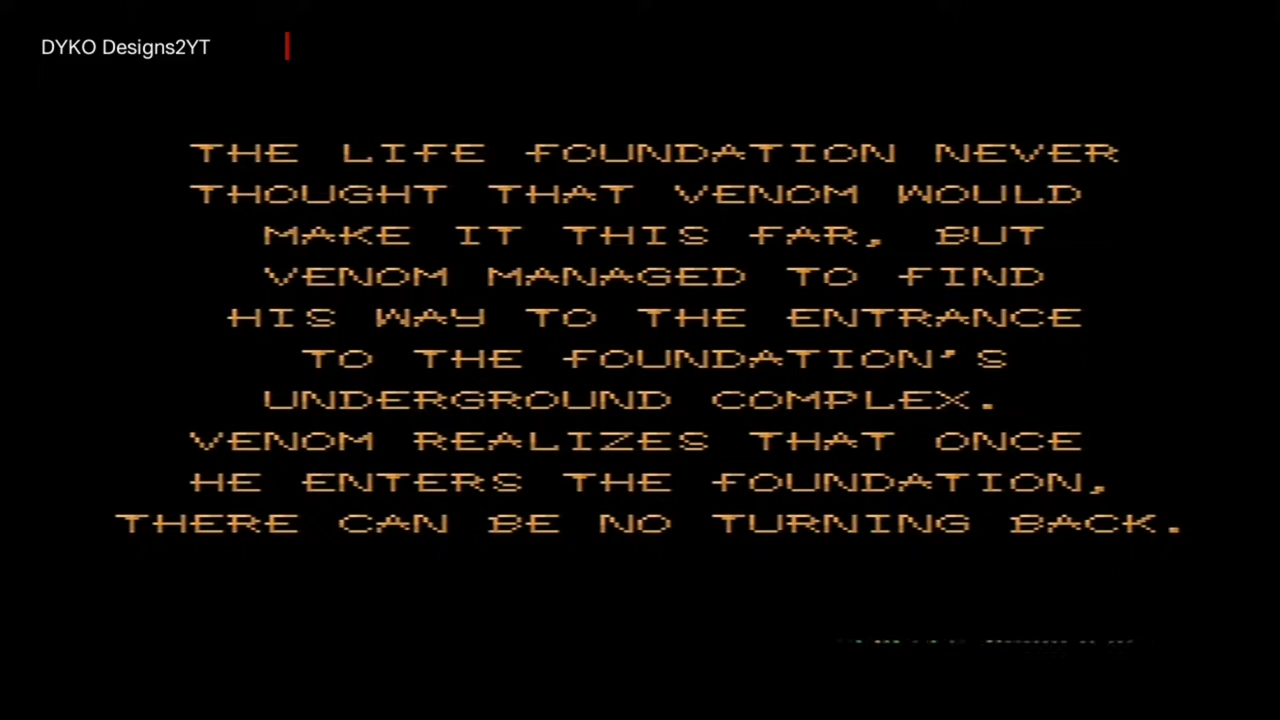 DYKO Designs2YT
THE LIFE FOUNDATION NEVER
THOUGHT THAT VENOM WOULD
MAKE IT THIS FAR, BUT
VENOM MANAGED TO FIND
HIS WAY TO THE ENTRANCE
TO THE FOUNDATION'S
UNDERGROUND COMPLEX.
VENOM REALIZES THAT ONCE
HE ENTERS THE FOUNDATION,
THERE CAN BE NO TURNING BACK.